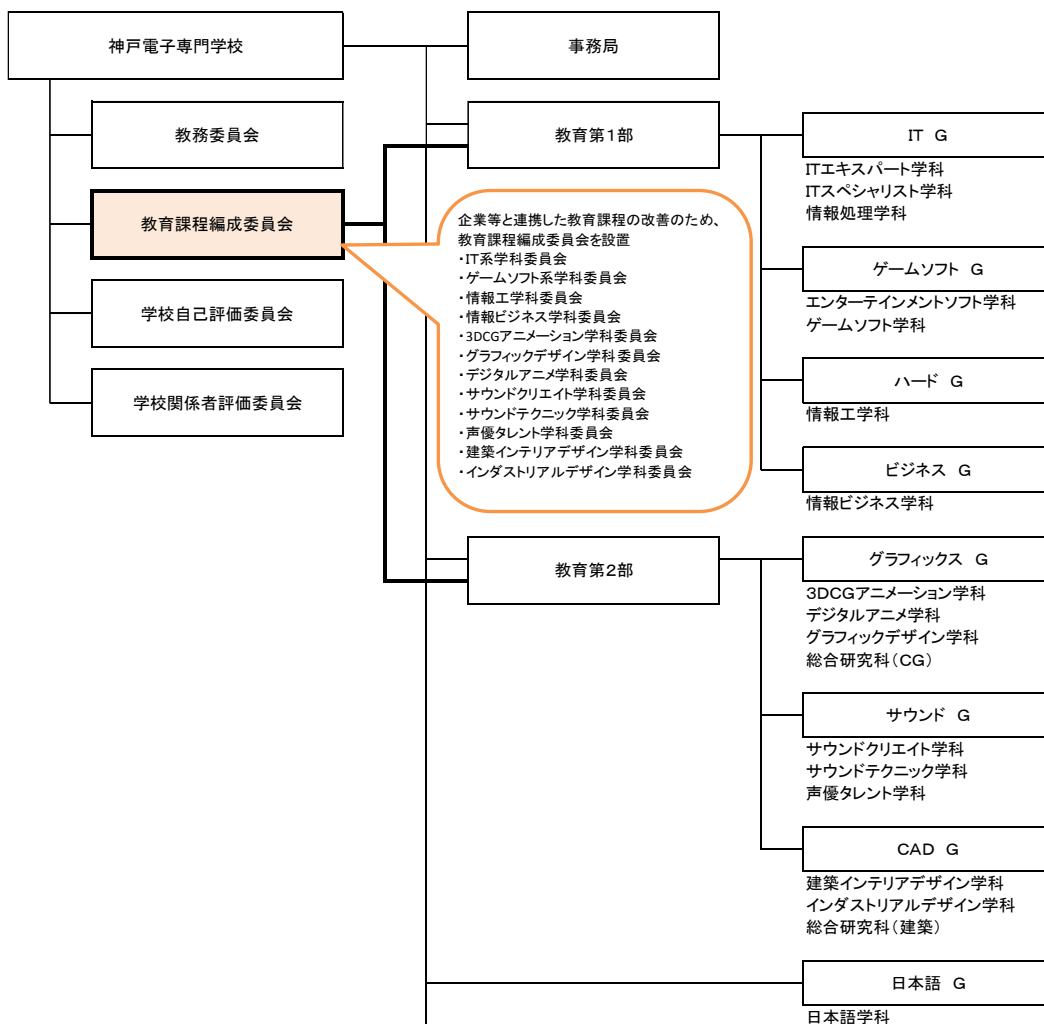 神戸電子専門学校
事務局
教務委員会
教育課程編成委員会
学校自己評価委員会
学校関係者評価委員会
教育第1部
企業等と連携した教育課程の改善のため、
教育課程編成委員会を設置
・IT系学科委員会
・ゲームソフト系学科委員会
・情報工学科委員会
・情報ビジネス学科委員会
・3DCGアニメーション学科委員会
・グラフィックデザイン学科委員会
・デジタルアニメ学科委員会
・サウンドクリエイト学科委員会
・サウンドテクニック学科委員会
・声優タレント学科委員会
・建築インテリアデザイン学科委員会
・インダストリアルデザイン学科委員会
IT G
ITエキスパート学科
ITスペシャリスト学科
情報処理学科
ゲームソフト G
エンターテインメントソフト学科
ゲームソフト学科
ハード G
情報工学科
ビジネス G
情報ビジネス学科
教育第2部
グラフィックス G
3DCGアニメーション学科
デジタルアニメ学科
グラフィックデザイン学科
総合研究科(CG)
サウンド G
サウンドクリエイト学科
サウンドテクニック学科
声優タレント学科
CAD G
建築インテリアデザイン学科
インダストリアルデザイン学科
総合研究科(建築)
日本語 G
日本語学科